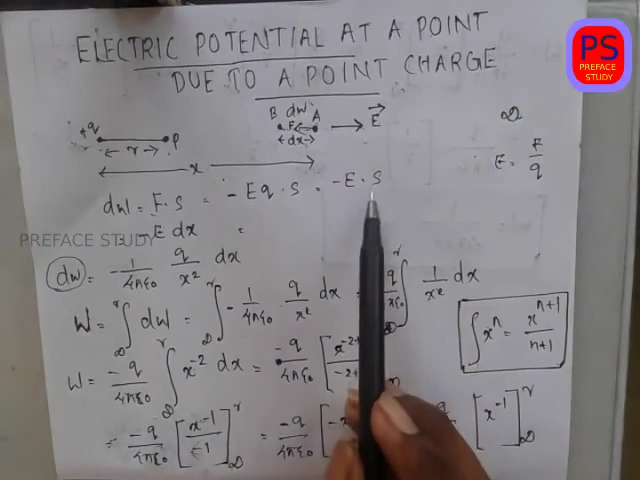 ELECTRIC POTENTIAL AT A POINT
DUE TO A POINT CHARGE
PS
PREFACE
STUDY
+q P
← r →
B dw A
F
← dx →
→ E⃗
∞
E = F/q
← x →
dW = F·S = -Eq·S = -E·S
= -E dx =
PREFACE STUDY
dw = -1/4πε₀ q/x² dx
W = ∫∞^r dW = ∫∞^r -1/4πε₀ q/x² dx = ∫∞^r 1/x² dx
∫xⁿ = xⁿ⁺¹/n+1
W = -q/4πε₀ ∫∞^r x⁻² dx = -q/4πε₀ [
= -q/4πε₀ [x⁻¹/-1]∞^r = -q/4πε₀ [ [x⁻¹]∞^r